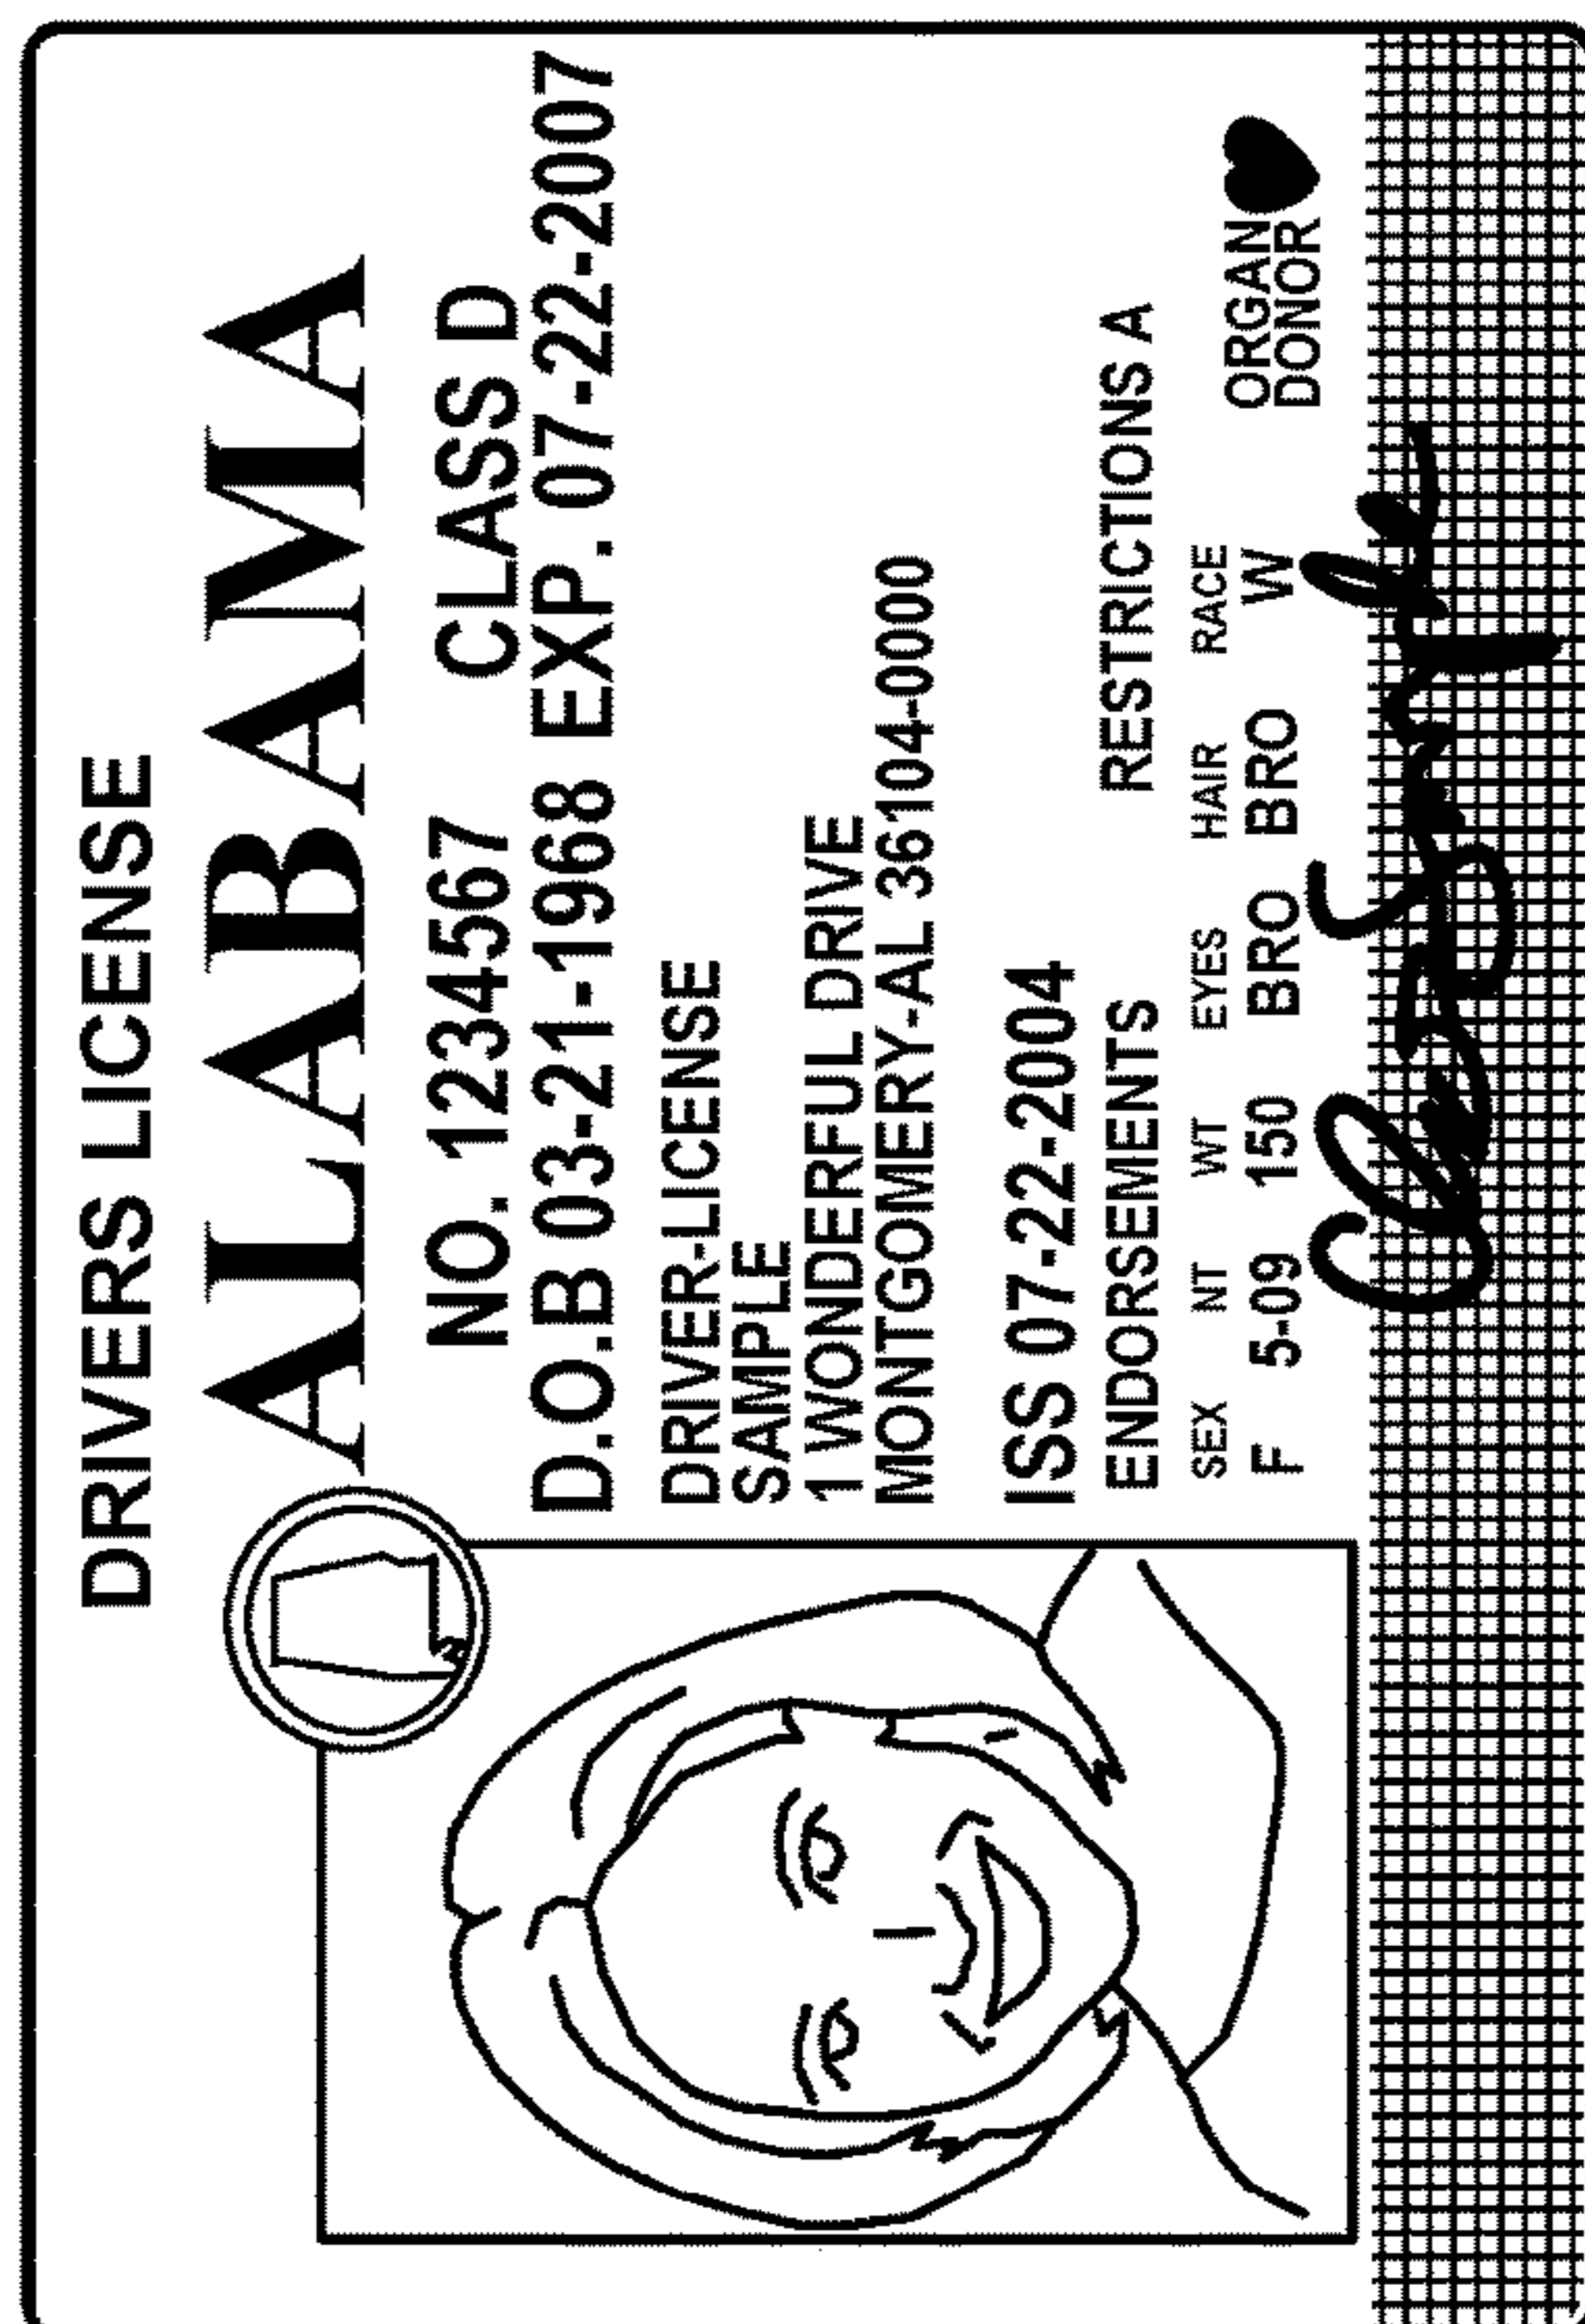 DRIVERS LICENSE
ALABAMA
NO. 1234567 CLASS D
D.O.B 03-21-1968 EXP. 07-22-2007
DRIVER-LICENSE
SAMPLE
1 WONDERFUL DRIVE
MONTGOMERY-AL 36104-0000
ISS 07-22-2004
ENDORSEMENTS RESTRICTIONS A
SEX NT WT EYES HAIR RACE
F 5-09 150 BRO BRO W
ORGAN
DONOR